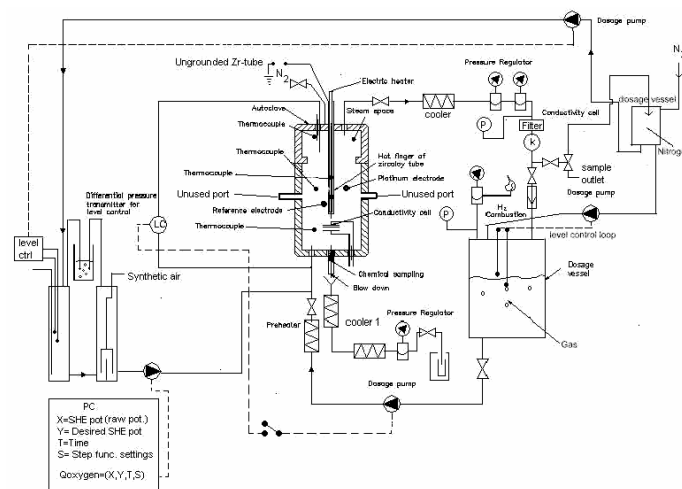 Dosage pump
N
Ungrounded Zr-tube
N2
Electric heater
Pressure Regulator
Autoclave
Steam space
cooler
Conductivity cell
dosage vessel
Thermocouple
P
Filter
Nitroge
Thermocouple
Hot finger of
zircaloy tube
K
sample
outlet
Thermocouple
Platinum electrode
Dosage pump
Unused port
Unused port
Differential pressure
transmitter for
level control
Reference electrode
H2
Combustion
LC
Thermocouple
Conductivity cell
P
level control loop
level
ctrl
Synthetic air
Chemical sampling
Dosage
vessel
Blow down
Pressure Regulator
Preheater
cooler 1
Gas
Dosage pump
PC
X=SHE pot (raw pot.)
Y= Desired SHE pot
T=Time
S= Step func. settings
Qoxygen=(X,Y,T,S)